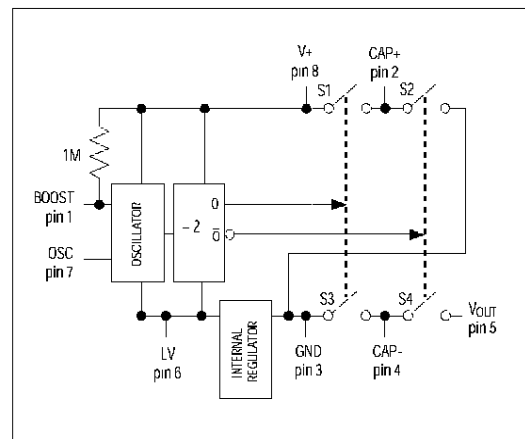 V+
pin 8
CAP+
pin 2
S1
S2
1M
BOOST
pin 1
OSCILLATOR
– 2
0
0
OSC
pin 7
S3
S4
VOUT
pin 5
LV
pin 6
INTERNAL
REGULATOR
GND
pin 3
CAP-
pin 4